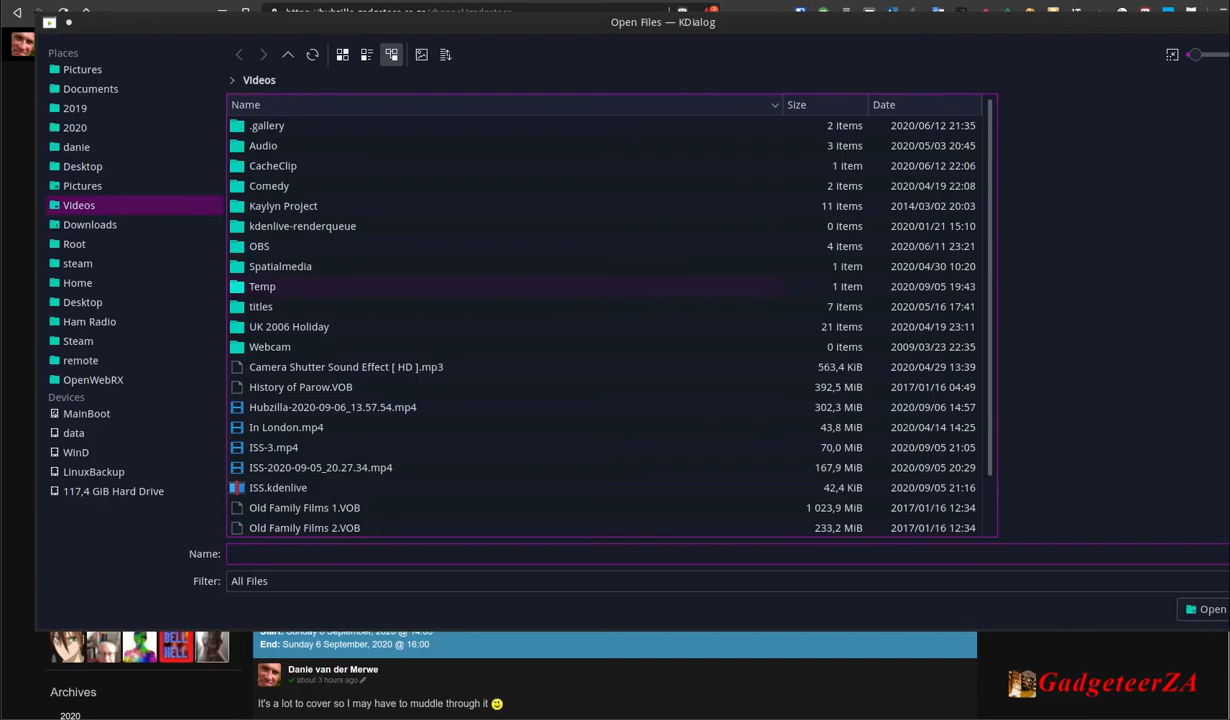 Open Files — KDialog
Places
Pictures
Documents
2019
2020
danie
Desktop
Pictures
Videos
Downloads
Root
steam
Home
Desktop
Ham Radio
Steam
remote
OpenWebRX
Devices
MainBoot
data
WinD
LinuxBackup
117,4 GiB Hard Drive
Videos
Name Size Date
.gallery 2 items 2020/06/12 21:35
Audio 3 items 2020/05/03 20:45
CacheClip 1 item 2020/06/12 22:06
Comedy 2 items 2020/04/19 22:08
Kaylyn Project 11 items 2014/03/02 20:03
kdenlive-renderqueue 0 items 2020/01/21 15:10
OBS 4 items 2020/06/11 23:21
Spatialmedia 1 item 2020/04/30 10:20
Temp 1 item 2020/09/05 19:43
titles 7 items 2020/05/16 17:41
UK 2006 Holiday 21 items 2020/04/19 23:11
Webcam 0 items 2009/03/23 22:35
Camera Shutter Sound Effect [ HD ].mp3 563,4 KiB 2020/04/29 13:39
History of Parow.VOB 392,5 MiB 2017/01/16 04:49
Hubzilla-2020-09-06_13.57.54.mp4 302,3 MiB 2020/09/06 14:57
In London.mp4 43,8 MiB 2020/04/14 14:25
ISS-3.mp4 70,0 MiB 2020/09/05 21:05
ISS-2020-09-05_20.27.34.mp4 167,9 MiB 2020/09/05 20:29
ISS.kdenlive 42,4 KiB 2020/09/05 21:16
Old Family Films 1.VOB 1 023,9 MiB 2017/01/16 12:34
Old Family Films 2.VOB 233,2 MiB 2017/01/16 12:34
Name:
Filter: All Files
Open
End: Sunday 6 September, 2020 @ 16:00
Danie van der Merwe
about 3 hours ago
It's a lot to cover so I may have to muddle through it
Archives
2020
GadgeteerZA